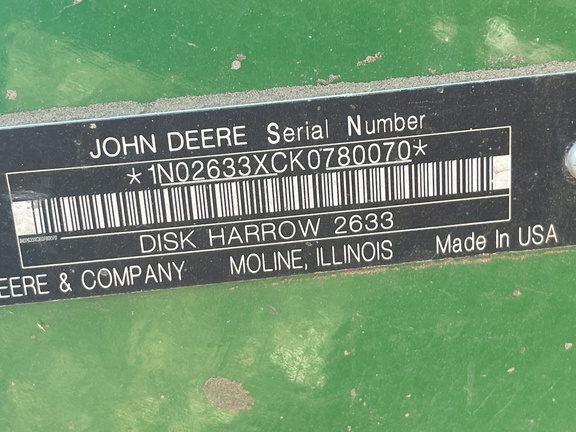 JOHN DEERE Serial Number
*1N02633XCK0780070*
DISK HARROW 2633
EERE & COMPANY MOLINE, ILLINOIS Made In USA